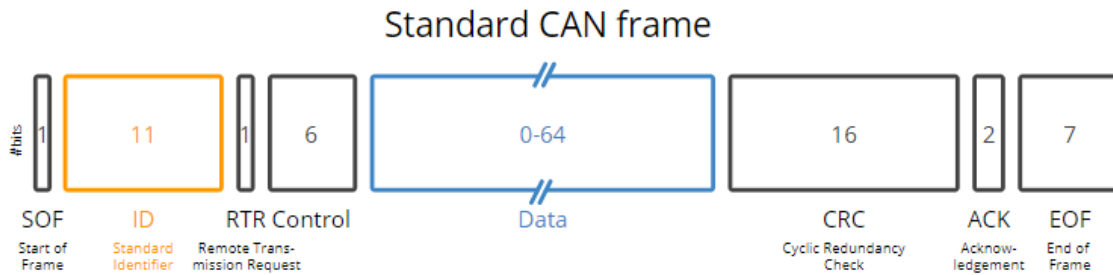 Standard CAN frame
#bits
1
11
1
6
0-64
16
2
7
SOF
ID
RTR
Control
Data
CRC
ACK
EOF
Start of
Frame
Standard
Identifier
Remote Trans-
mission Request
Cyclic Redundancy
Check
Acknow-
ledgement
End of
Frame